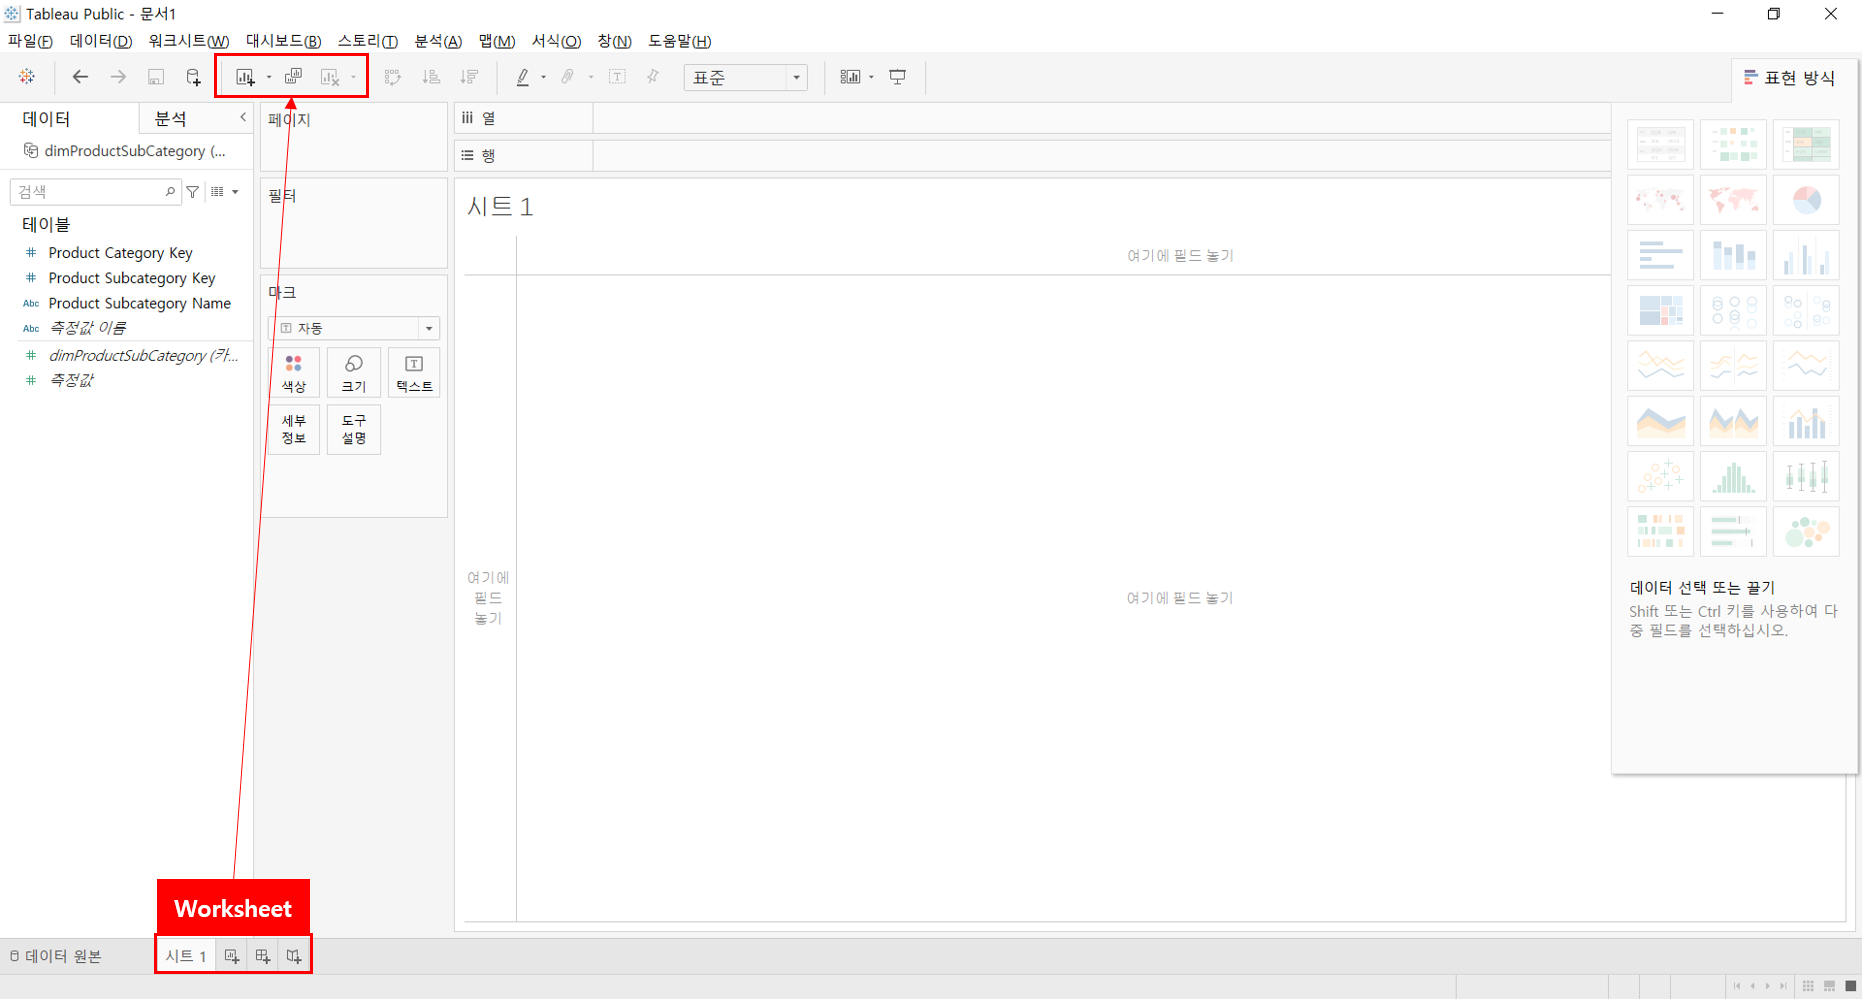 Tableau Public - 문서1
파일(F) 데이터(D) 워크시트(W) 대시보드(B) 스토리(T) 분석(A) 맵(M) 서식(O) 창(N) 도움말(H)
표준
표현 방식
데이터 분석
dimProductSubCategory (...
검색
테이블
# Product Category Key
# Product Subcategory Key
Abc Product Subcategory Name
Abc 측정값 이름
# dimProductSubCategory (카...
# 측정값
페이지
필터
마크
T 자동
색상 크기 T 텍스트
세부
정보
도구
설명
iii 열
행
시트 1
여기에 필드 놓기
여기에
필드
놓기
여기에 필드 놓기
데이터 선택 또는 끌기
Shift 또는 Ctrl 키를 사용하여 다
중 필드를 선택하십시오.
Worksheet
데이터 원본 시트 1